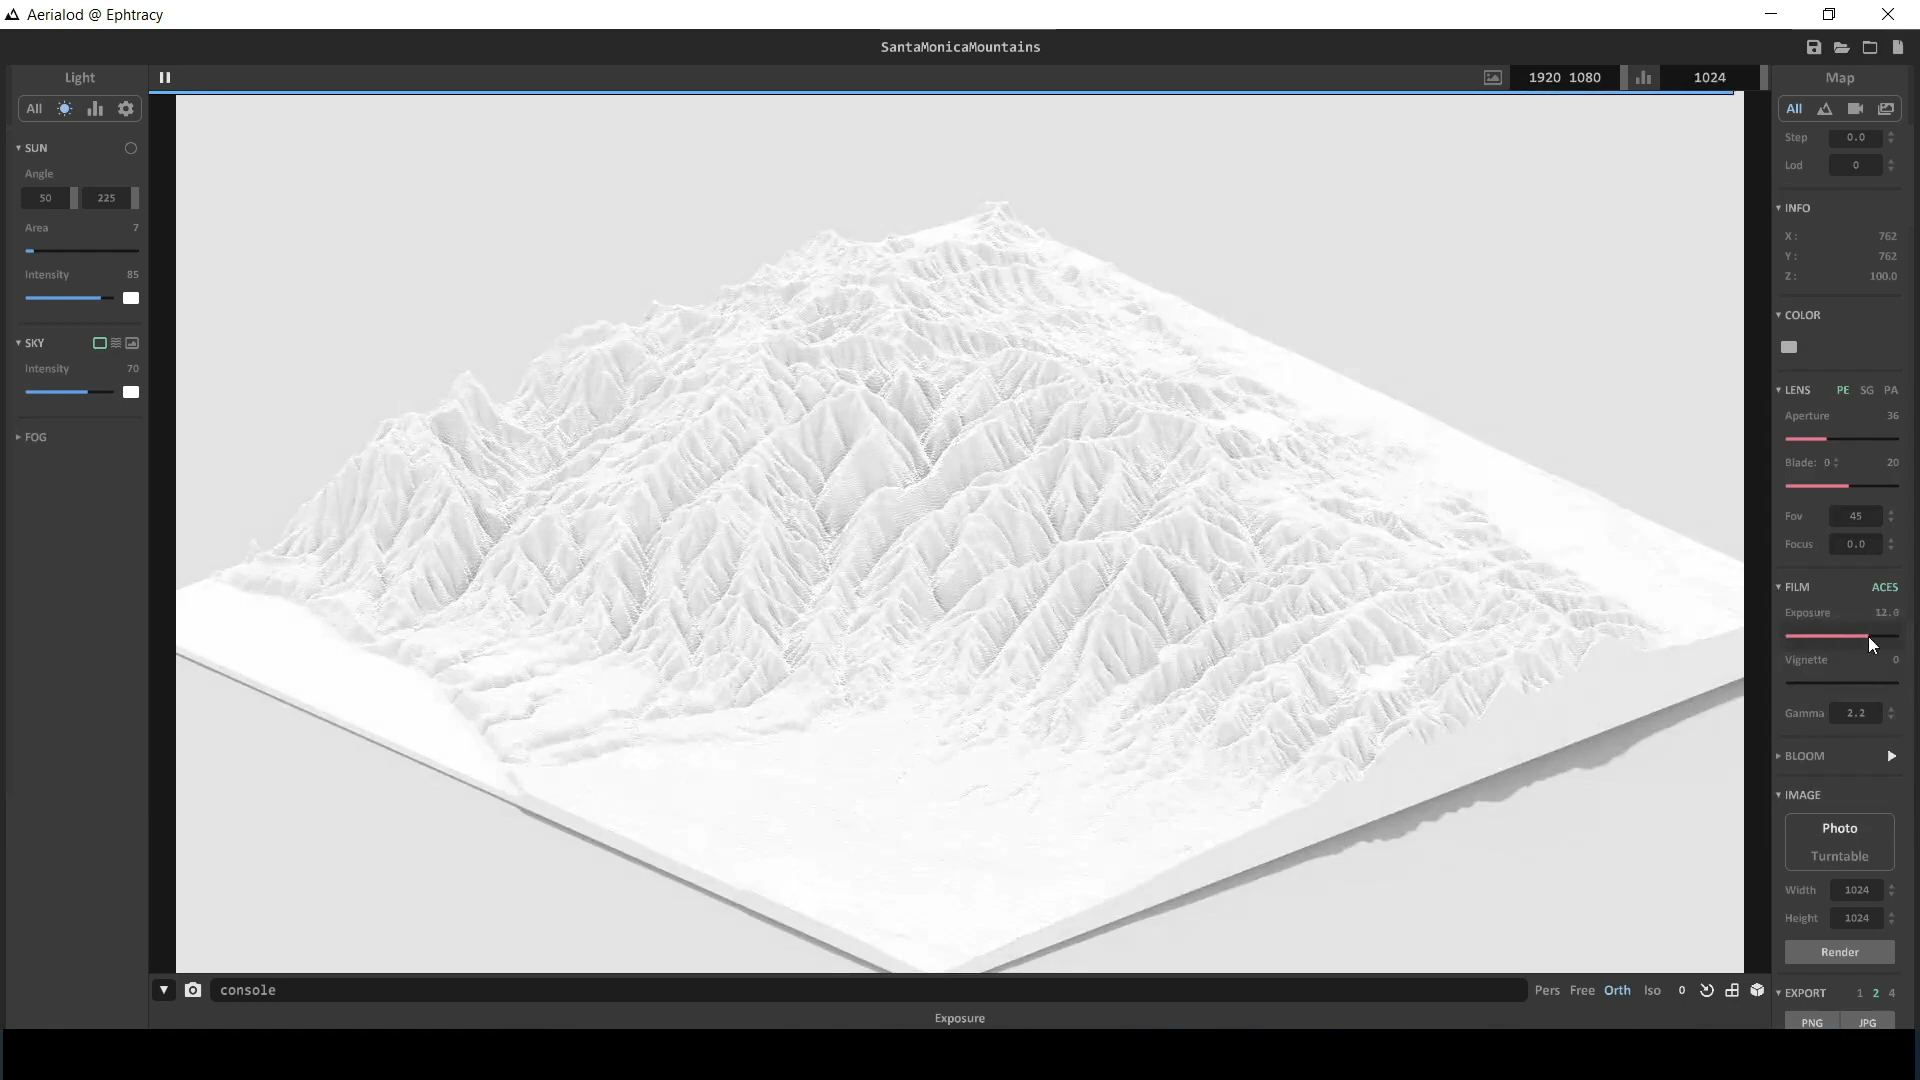 Aerialod @ Ephtracy
SantaMonicaMountains
Light
1920 1080
1024
Map
All
All
SUN
Angle
50
225
Area
7
Intensity
85
SKY
Intensity
70
FOG
Step
0.0
Lod
0
INFO
X:
762
Y:
762
Z:
100.0
COLOR
LENS
PE
SG
PA
Aperture
36
Blade: 0
20
Fov
45
Focus
0.0
FILM
ACES
Exposure
12.0
Vignette
0
Gamma
2.2
BLOOM
IMAGE
Photo
Turntable
Width
1024
Height
1024
Render
EXPORT
1
2
4
PNG
JPG
console
Pers
Free
Orth
Iso
0
Exposure